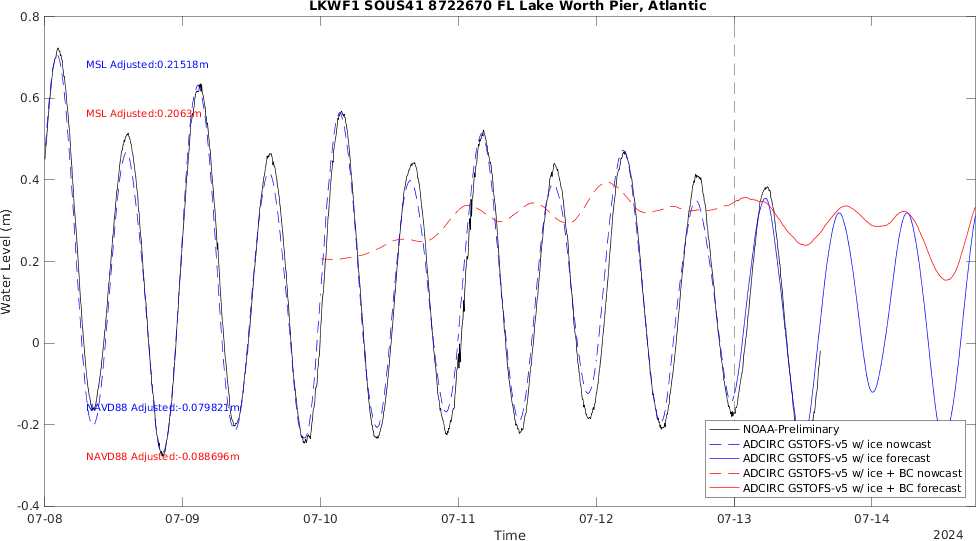 LKWF1 SOUS41 8722670 FL Lake Worth Pier, Atlantic
0.8
0.6
0.4
0.2
0
-0.2
-0.4
Water Level (m)
MSL Adjusted:0.21518m
MSL Adjusted:0.2063m
NAVD88 Adjusted:-0.079821m
NAVD88 Adjusted:-0.088696m
NOAA-Preliminary
ADCIRC GSTOFS-v5 w/ ice nowcast
ADCIRC GSTOFS-v5 w/ ice forecast
ADCIRC GSTOFS-v5 w/ ice + BC nowcast
ADCIRC GSTOFS-v5 w/ ice + BC forecast
07-08 07-09 07-10 07-11 07-12 07-13 07-14
Time
2024